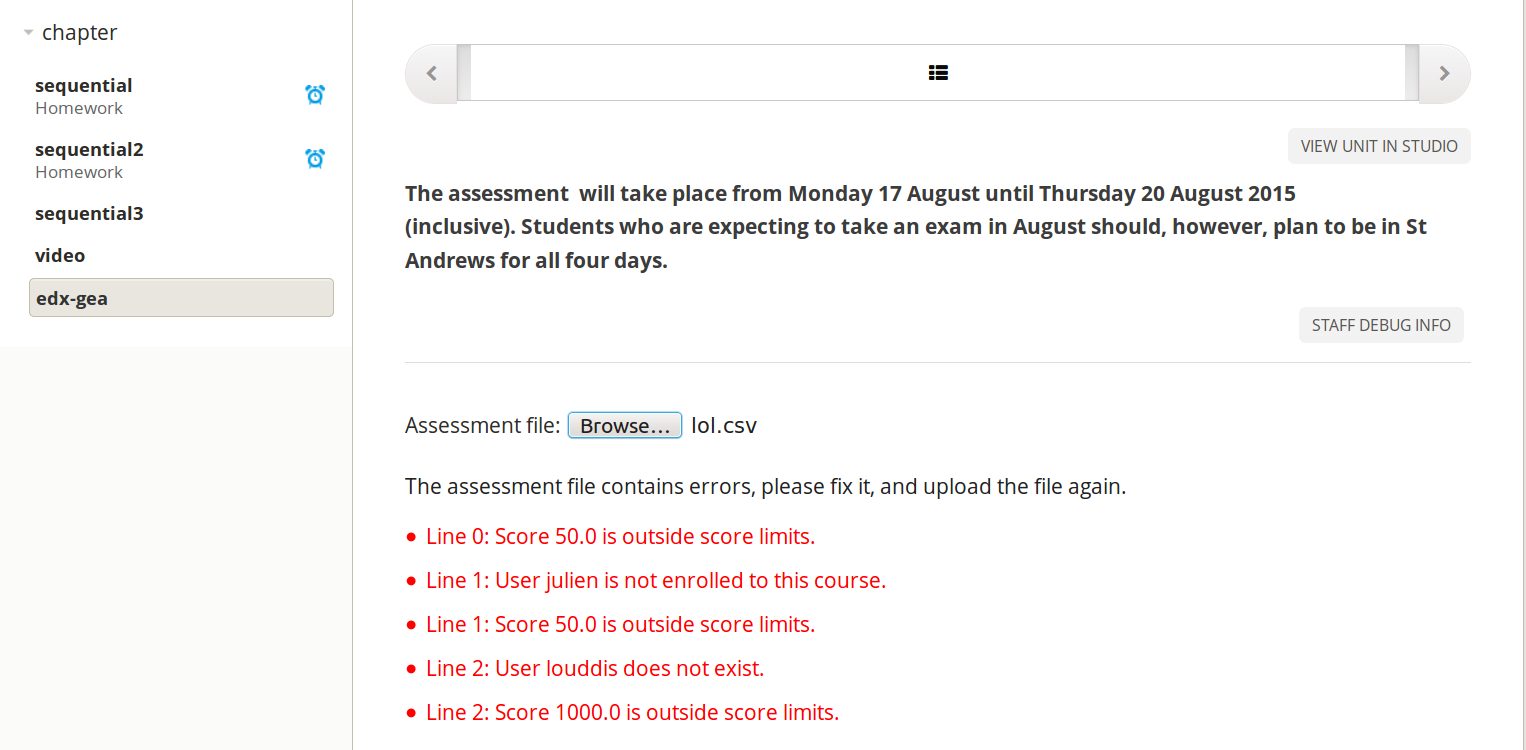 chapter
sequential
Homework
sequential2
Homework
sequential3
video
edx-gea
VIEW UNIT IN STUDIO
The assessment  will take place from Monday 17 August until Thursday 20 August 2015
(inclusive). Students who are expecting to take an exam in August should, however, plan to be in St
Andrews for all four days.
STAFF DEBUG INFO
Assessment file: Browse... lol.csv
The assessment file contains errors, please fix it, and upload the file again.
• Line 0: Score 50.0 is outside score limits.
• Line 1: User julien is not enrolled to this course.
• Line 1: Score 50.0 is outside score limits.
• Line 2: User louddis does not exist.
• Line 2: Score 1000.0 is outside score limits.